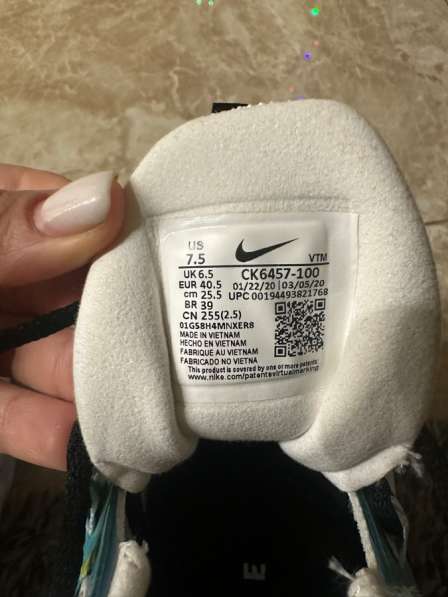 US
7.5
VTM
UK 6.5
CK6457-100
EUR 40.5
01/22/20
03/05/20
cm 25.5
UPC 00194493821768
BR 39
CN 255(2.5)
01GS8H4MNXER8
MADE IN VIETNAM
HECHO EN VIETNAM
FABRIQUE AU VIETNAM
FABRICADO NO VIETNA
This product is covered by one or more patents:
www.nike.com/patentsvirtualmarking
E